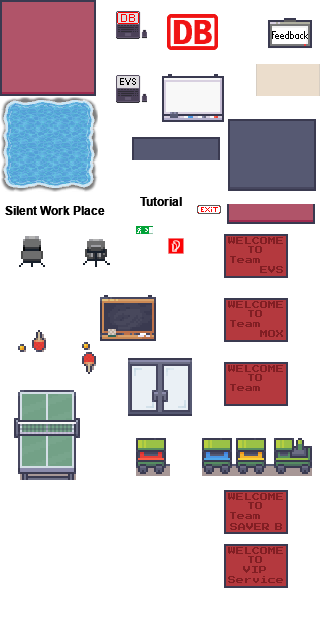 DB
DB
Feedback
EVS
Tutorial
Silent Work Place
EXiT
WELCOME
TO
Team
EVS
WELCOME
TO
Team
MOX
WELCOME
TO
Team
WELCOME
TO
Team
SAVER B
WELCOME
TO
VIP
Service